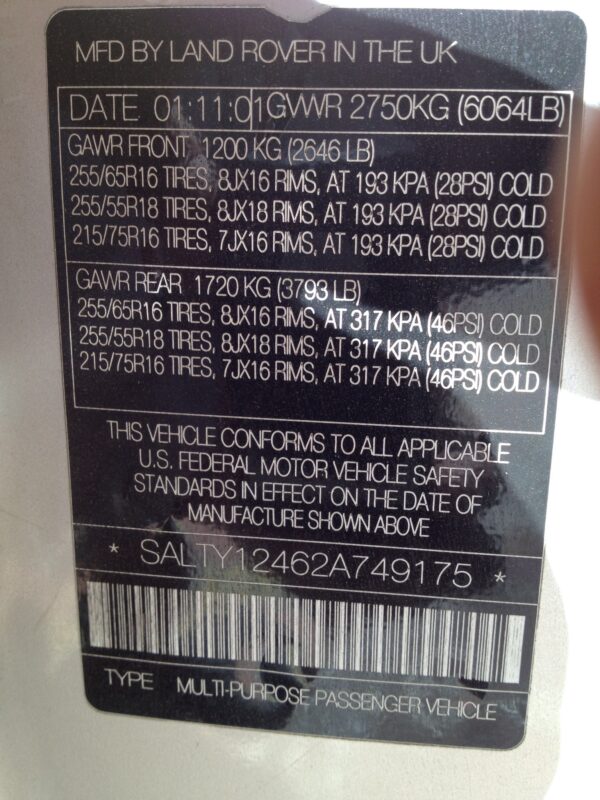 MFD BY LAND ROVER IN THE UK
DATE 01:11:01 GVWR 2750KG (6064LB)
GAWR FRONT 1200 KG (2646 LB)
255/65R16 TIRES, 8JX16 RIMS, AT 193 KPA (28PSI) COLD
255/55R18 TIRES, 8JX18 RIMS, AT 193 KPA (28PSI) COLD
215/75R16 TIRES, 7JX16 RIMS, AT 193 KPA (28PSI) COLD
GAWR REAR 1720 KG (3793 LB)
255/65R16 TIRES, 8JX16 RIMS, AT 317 KPA (46PSI) COLD
255/55R18 TIRES, 8JX18 RIMS, AT 317 KPA (46PSI) COLD
215/75R16 TIRES, 7JX16 RIMS, AT 317 KPA (46PSI) COLD
THIS VEHICLE CONFORMS TO ALL APPLICABLE
U.S. FEDERAL MOTOR VEHICLE SAFETY
STANDARDS IN EFFECT ON THE DATE OF
MANUFACTURE SHOWN ABOVE
* SALTY12462A749175 *
TYPE MULTI-PURPOSE PASSENGER VEHICLE